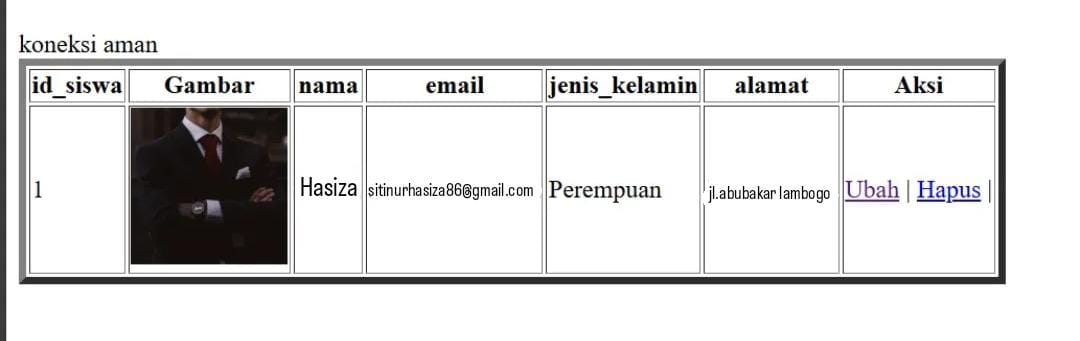 koneksi aman
id_siswa Gambar nama email jenis_kelamin alamat Aksi
1 Hasiza sitinurhasiza86@gmail.com Perempuan jl.abubakar lambogo Ubah | Hapus |